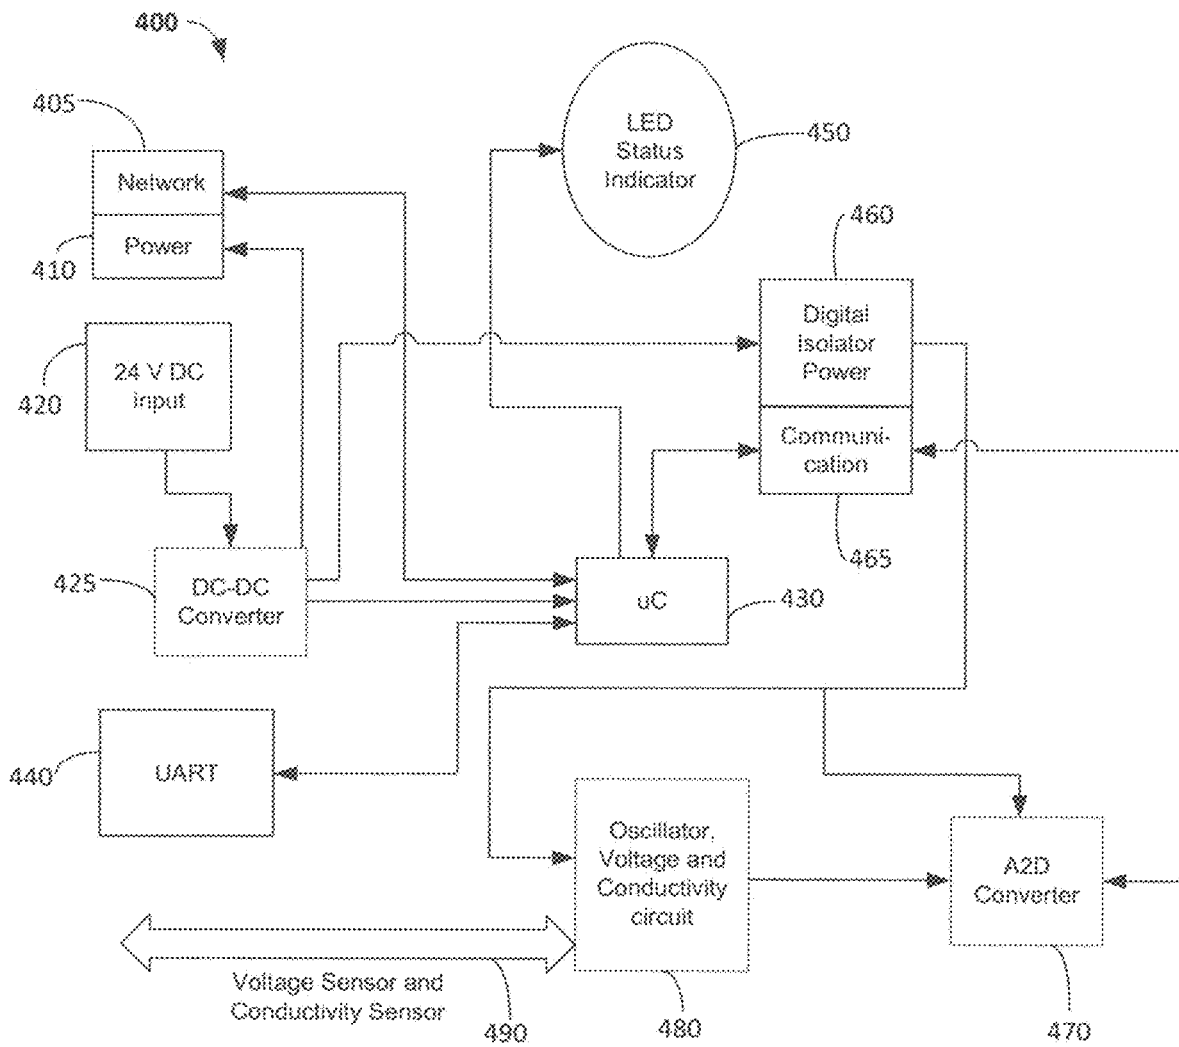 400
405
Network
Power
410
LED
Status
Indicator
450
460
Digital
Isolator
Power
Communi-
cation
465
24 V DC
input
420
425
DC-DC
Converter
uC
430
440
UART
Oscillator,
Voltage and
Conductivity
circuit
A2D
Converter
Voltage Sensor and
Conductivity Sensor
490
480
470